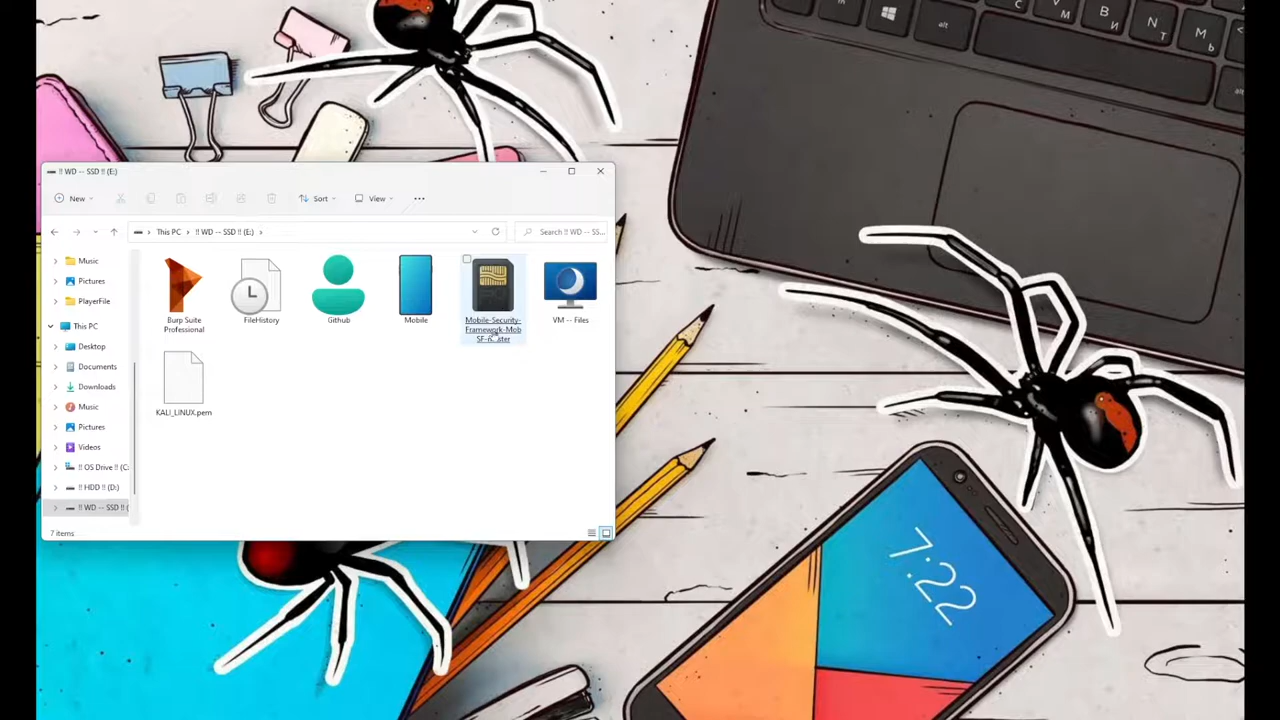 alt
alt
C
M
V
B
И
N
Т
M
Ь
!! WD -- SSD !! (E:)
New
Sort
View
This PC
!! WD -- SSD !! (E:)
Search !! WD -- SS...
Music
Pictures
PlayerFile
This PC
Desktop
Documents
Downloads
Music
Pictures
Videos
!! OS Drive !! (C:
!! HDD !! (D:)
!! WD -- SSD !! (
Burp Suite
Professional
FileHistory
Github
Mobile
Mobile-Security-
Framework-Mob
VM -- Files
KALI_LINUX.pem
7 items
7:22